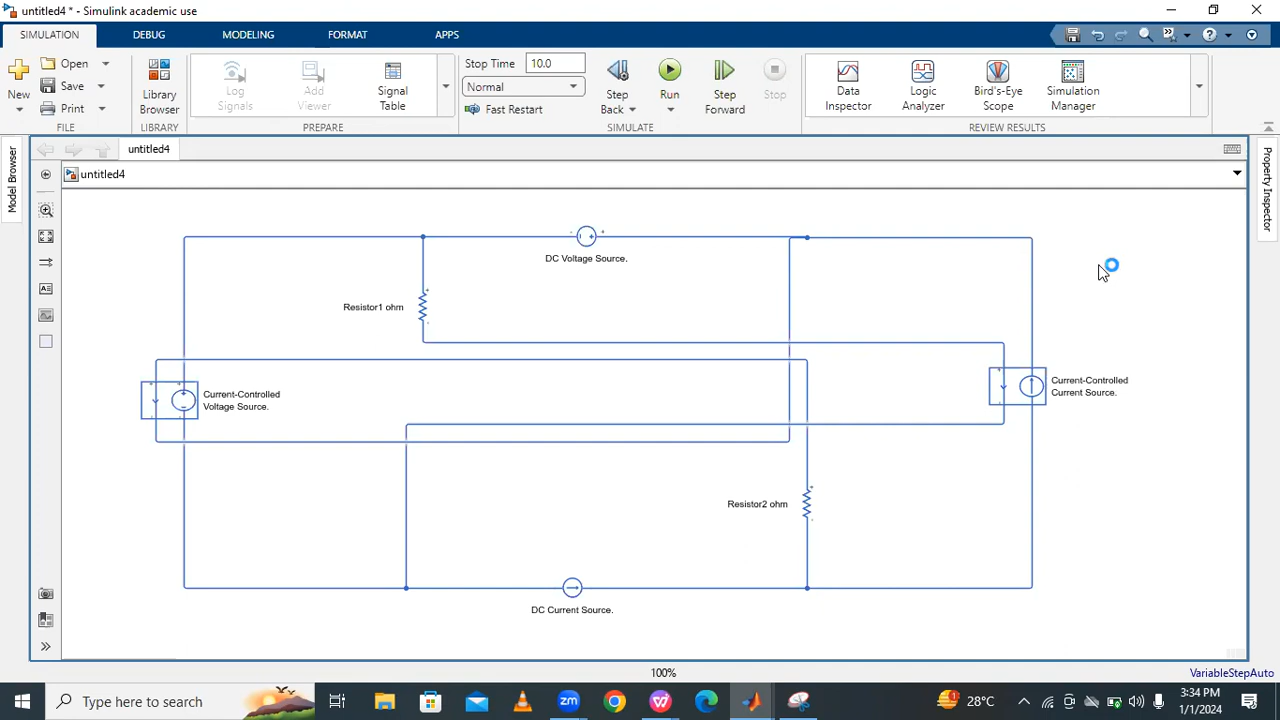 untitled4 * - Simulink academic use
SIMULATION DEBUG MODELING FORMAT APPS
New
Open
Save
Print
FILE
Library
Browser
LIBRARY
Log
Signals
Add
Viewer
Signal
Table
PREPARE
Stop Time 10.0
Normal
Fast Restart
Step
Back
Run
Step
Forward
Stop
SIMULATE
Data
Inspector
Logic
Analyzer
Bird's-Eye
Scope
Simulation
Manager
REVIEW RESULTS
Model Browser
untitled4
untitled4
Property Inspector
DC Voltage Source.
Resistor1 ohm
Current-Controlled
Voltage Source.
Current-Controlled
Current Source.
Resistor2 ohm
DC Current Source.
100%
VariableStepAuto
Type here to search
28°C
3:34 PM
1/1/2024